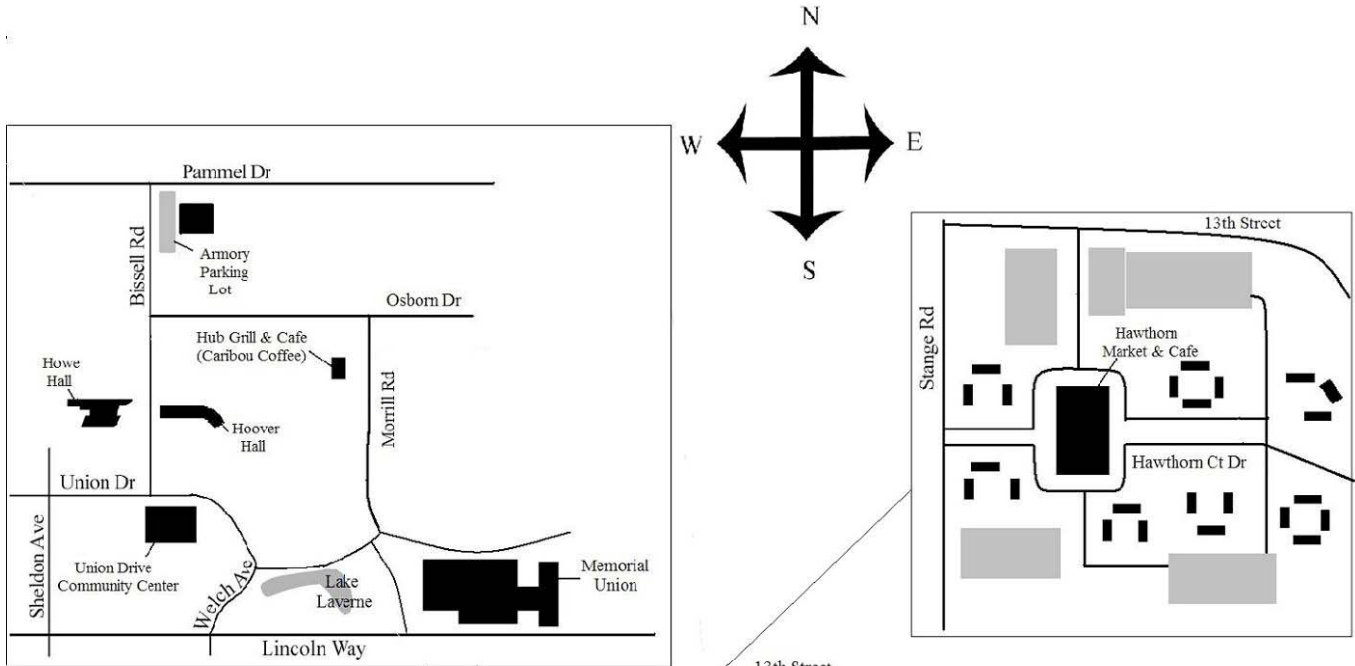 N
W
E
S
Pammel Dr
Bissell Rd
Armory
Parking
Lot
Osborn Dr
Hub Grill & Cafe
(Caribou Coffee)
Howe
Hall
Hoover
Hall
Morrill Rd
Union Dr
Sheldon Ave
Union Drive
Community Center
Welch Ave
Lake
Laverne
Memorial
Union
Lincoln Way
13th Street
Stange Rd
Hawthorn
Market & Cafe
Hawthorn Ct Dr
13th Street